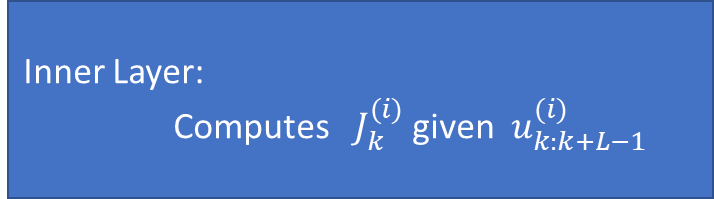 Inner Layer:
Computes $J_k^{(i)}$ given $u_{k:k+L-1}^{(i)}$